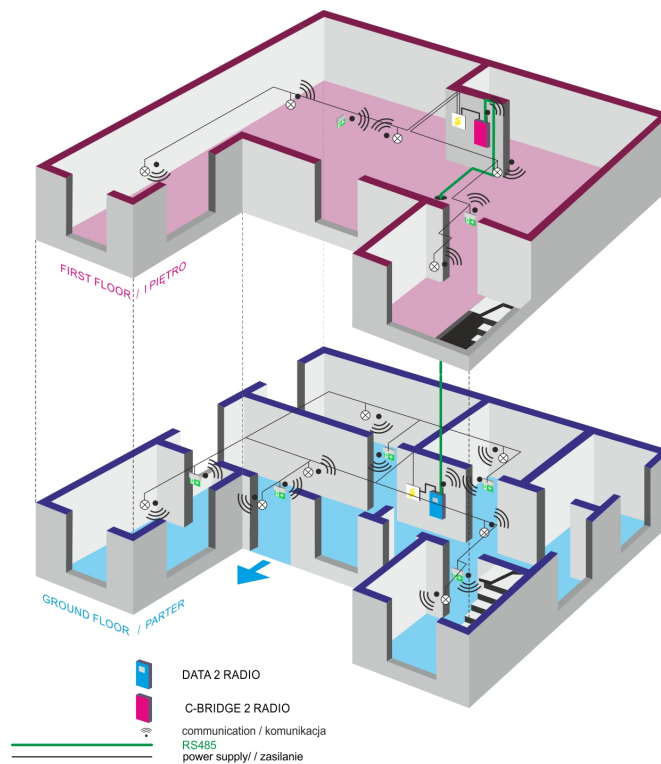 FIRST FLOOR / I PIĘTRO
GROUND FLOOR / PARTER
DATA 2 RADIO
C-BRIDGE 2 RADIO
communication / komunikacja
RS485
power supply/ / zasilanie